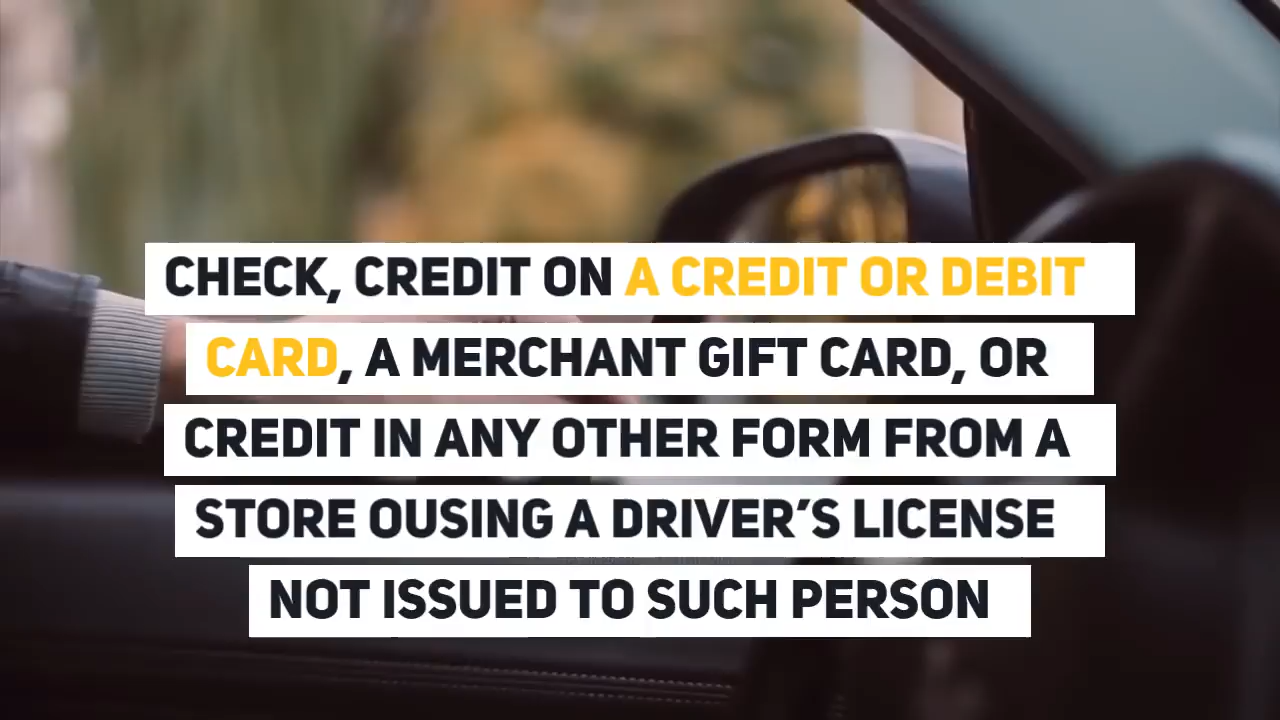 CHECK, CREDIT ON A CREDIT OR DEBIT
CARD, A MERCHANT GIFT CARD, OR
CREDIT IN ANY OTHER FORM FROM A
STORE OUSING A DRIVER’S LICENSE
NOT ISSUED TO SUCH PERSON